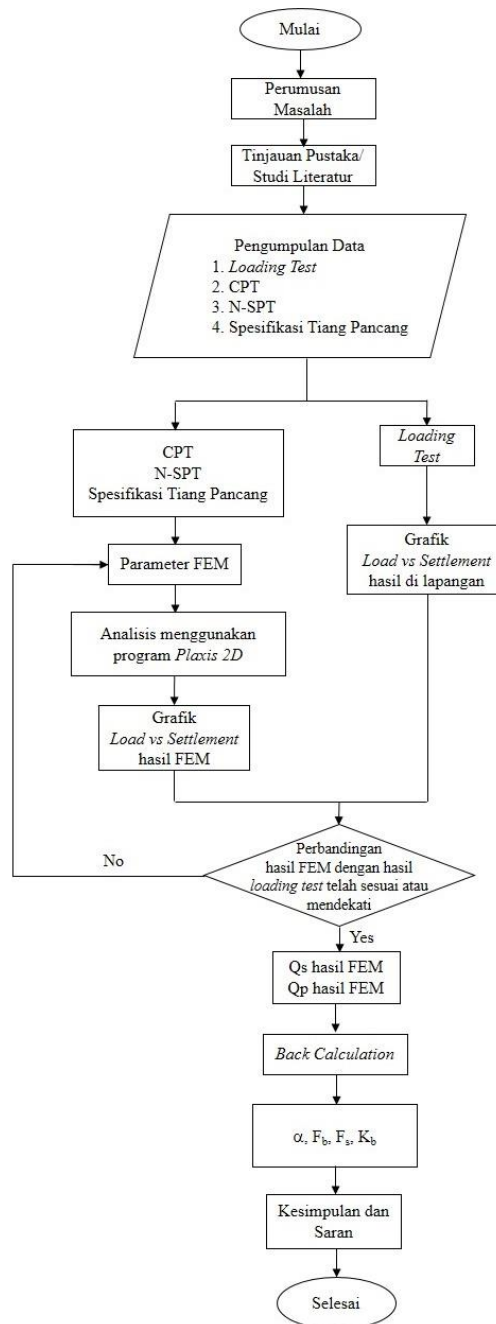 Mulai
Perumusan
Masalah
Tinjauan Pustaka/
Studi Literatur
Pengumpulan Data
1. Loading Test
2. CPT
3. N-SPT
4. Spesifikasi Tiang Pancang
CPT
N-SPT
Spesifikasi Tiang Pancang
Loading
Test
Parameter FEM
Grafik
Load vs Settlement
hasil di lapangan
Analisis menggunakan
program Plaxis 2D
Grafik
Load vs Settlement
hasil FEM
Perbandingan
hasil FEM dengan hasil
loading test telah sesuai atau
mendekati
No
Yes
Qs hasil FEM
Qp hasil FEM
Back Calculation
α, Fb, Fs, Kb
Kesimpulan dan
Saran
Selesai